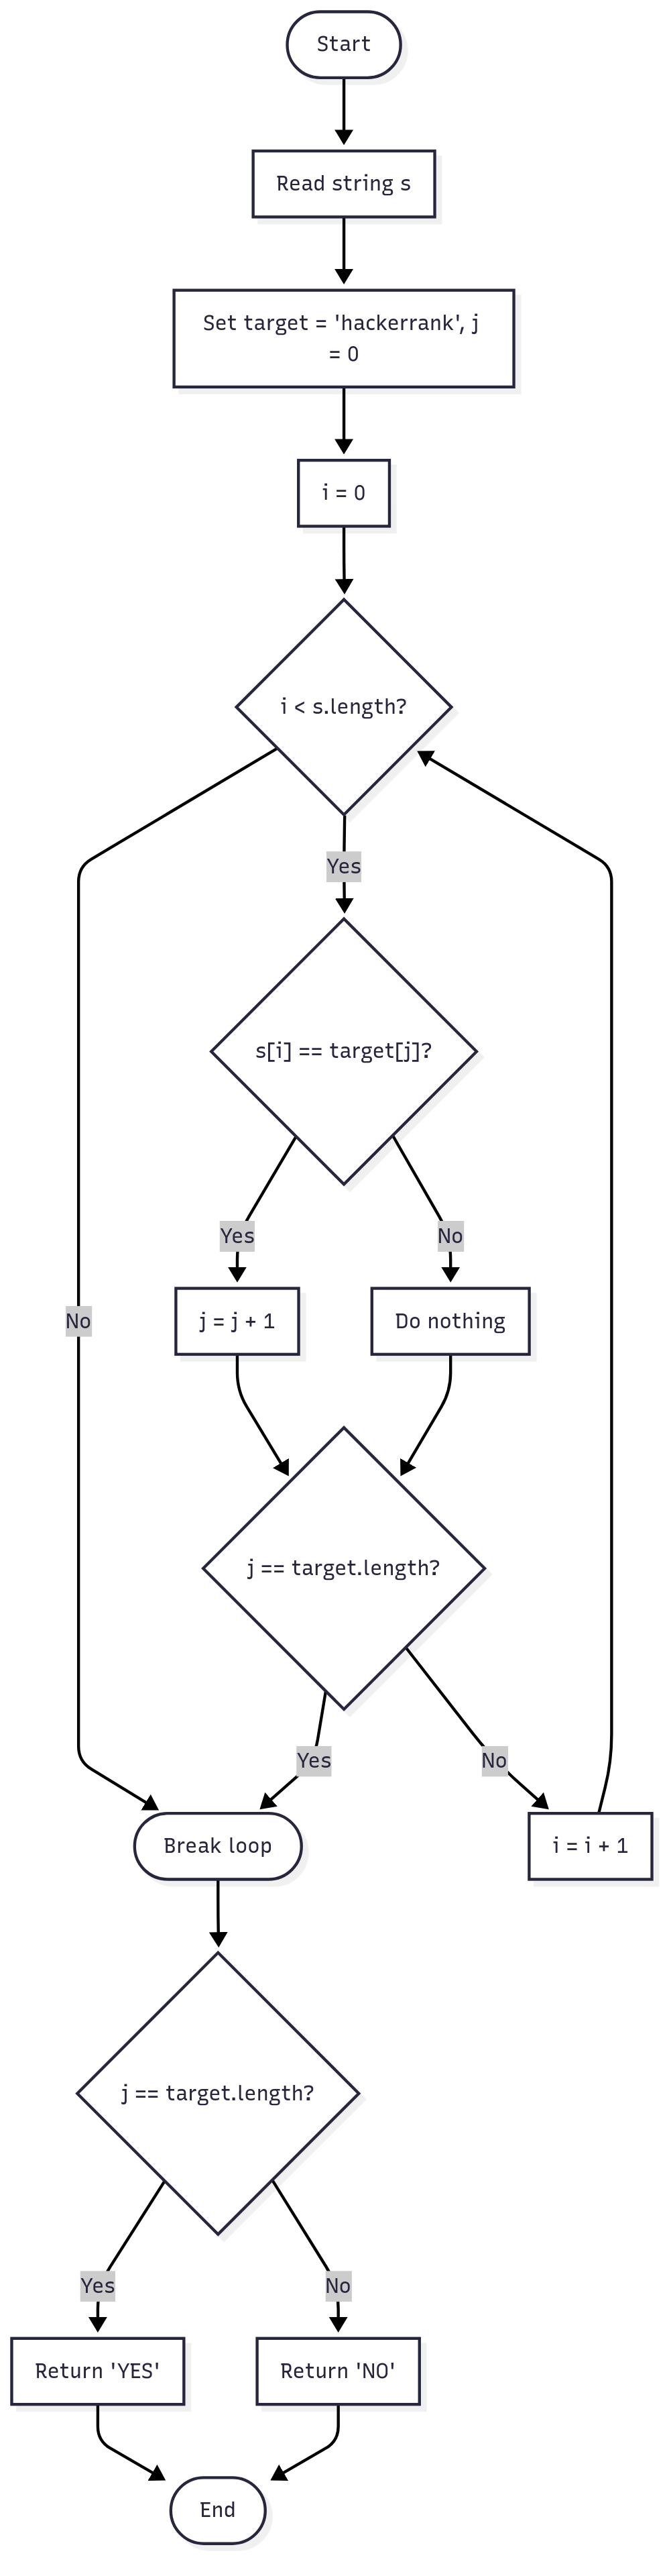 Start
Read string s
Set target = 'hackerrank', j
= 0
i = 0
i < s.length?
Yes
s[i] == target[j]?
Yes
No
No
j = j + 1
Do nothing
j == target.length?
Yes
No
Break loop
i = i + 1
j == target.length?
Yes
No
Return 'YES'
Return 'NO'
End